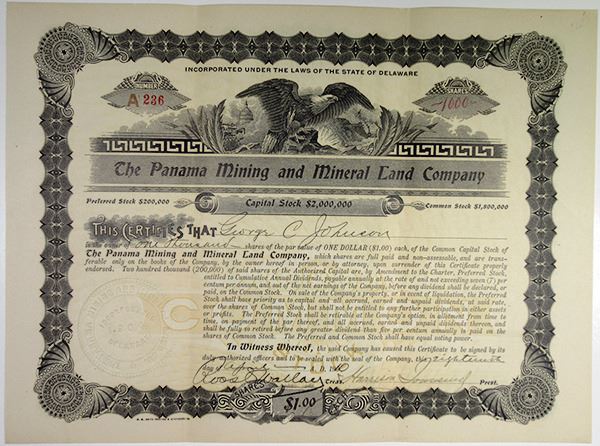 INCORPORATED UNDER THE LAWS OF THE STATE OF DELAWARE
NUMBER
A 236
SHARES
-1000-
The Panama Mining and Mineral Land Company
Preferred Stock $200,000
Capital Stock $2,000,000
Common Stock $1,800,000
THIS CERTIFIES THAT George C. Johnson
is the owner of One thousand shares of the par value of ONE DOLLAR ($1.00) each, of the Common Capital Stock of
The Panama Mining and Mineral Land Company, which shares are full paid and non-assessable, and are trans-
ferable only on the books of the Company, by the owner hereof in person, or by attorney, upon surrender of this Certificate properly
endorsed. Two hundred thousand (200,000) of said shares of the Authorized Capital are, by Amendment to the Charter, Preferred Stock,
entitled to Cumulative Annual Dividends, payable annually at the rate of and not exceeding seven (7) per
centum per annum, and out of the net earnings of the Company, before any dividend shall be declared, or
paid, on the Common Stock. On sale of the Company's property, or in event of liquidation, the Preferred
Stock shall have priority as to capital and all accrued, earned and unpaid dividends, at said rate,
over the shares of Common Stock, but shall not be entitled to any further participation in either assets
or profits. The Preferred Stock shall be retirable at the Company's option, in allotment from time to
time, on payment of the par thereof, and all accrued, earned and unpaid dividends thereon, and
shall be fully so retired before any greater dividend than five per centum annually is paid on the
shares of Common Stock. The Preferred and Common Stock shall have equal voting power.
In Witness Whereof, the said Company has caused this Certificate to be signed by its
duly authorized officers and to be sealed with the seal of the Company, this eighteenth
day of A.D. 19
Treas. Harrison Townsend Prest.
SHARES
$1.00